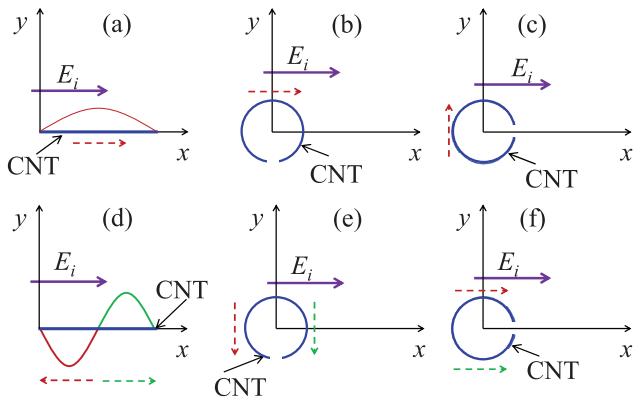 y (a) y (b) y (c)
E_i E_i E_i
CNT x CNT x CNT x
y (d) y (e) y (f)
E_i E_i E_i
CNT x CNT x CNT x